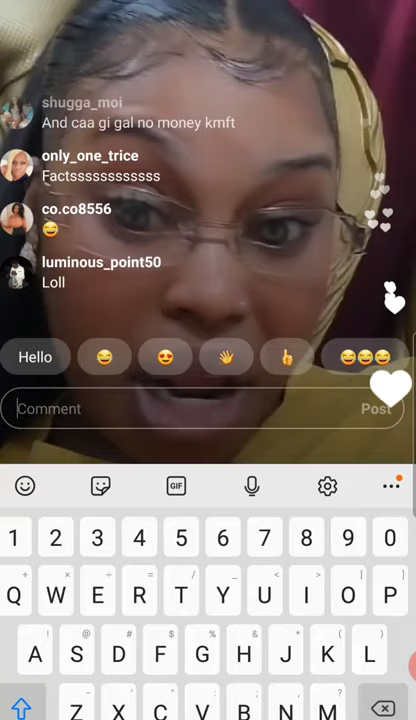 shugga_moi
And caa gi gal no money kmft
only_one_trice
Factsssssssssssss
co.co8556
😂
luminous_point50
Loll
Hello 😂 😍 👋 👍 😂😂😂
Comment Post
GIF
1 2 3 4 5 6 7 8 9 0
+ × ÷ = / _ < > [ ]
Q W E R T Y U I O P
! @ # $ % & * ( )
A S D F G H J K L
- ' " : ; , ?
Z X C V B N M